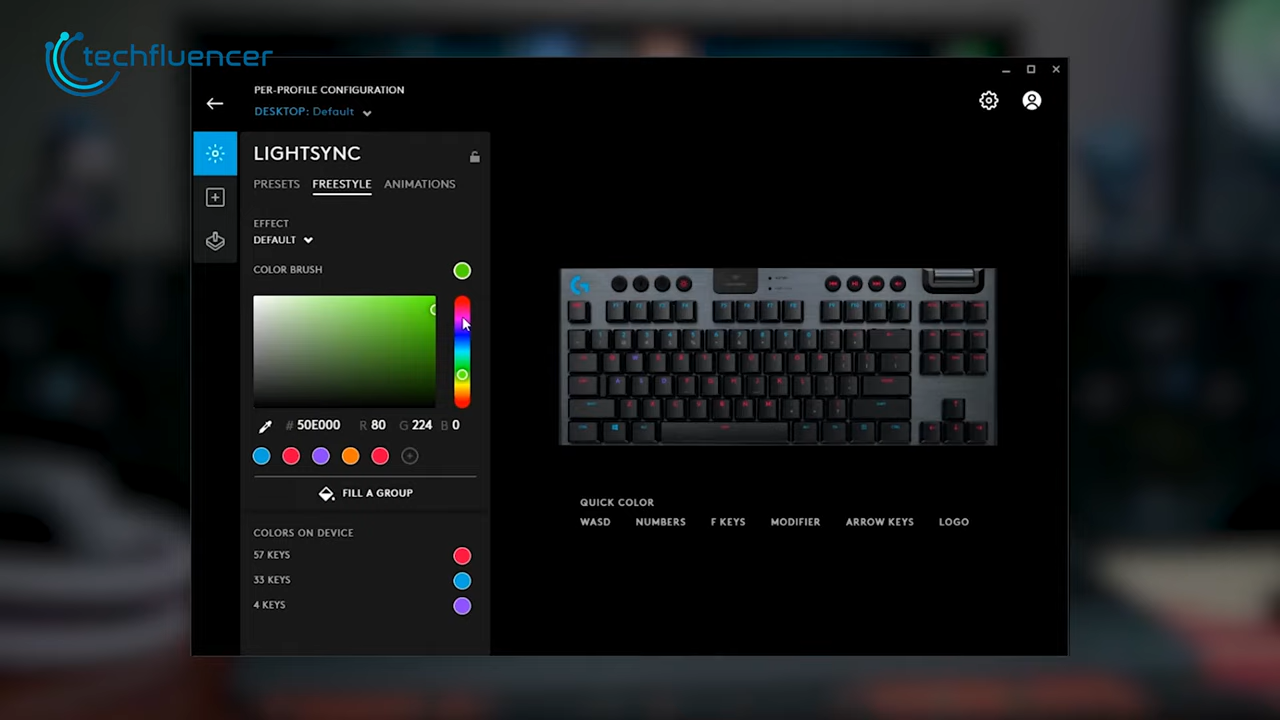 techfluencer
PER-PROFILE CONFIGURATION
DESKTOP: Default
LIGHTSYNC
PRESETS FREESTYLE ANIMATIONS
EFFECT
DEFAULT
COLOR BRUSH
# 50E000 R 80 G 224 B 0
FILL A GROUP
COLORS ON DEVICE
57 KEYS
33 KEYS
4 KEYS
QUICK COLOR
WASD NUMBERS F KEYS MODIFIER ARROW KEYS LOGO